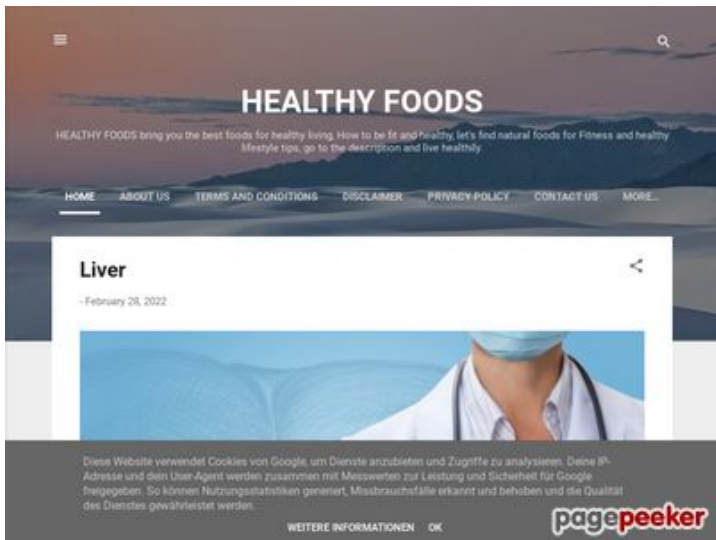 HEALTHY FOODS
HEALTHY FOODS bring you the best foods for healthy living, How to be fit and healthy, let's find natural foods for Fitness and healthy
lifestyle tips, go to the description and live healthily.
HOME ABOUT US TERMS AND CONDITIONS DISCLAIMER PRIVACY POLICY CONTACT US MORE...
Liver
- February 28, 2022
Diese Website verwendet Cookies von Google, um Dienste anzubieten und Zugriffe zu analysieren. Deine IP-
Adresse und dein User-Agent werden zusammen mit Messwerten zur Leistung und Sicherheit für Google
freigegeben. So können Nutzungsstatistiken generiert, Missbrauchsfälle erkannt und behoben und die Qualität
des Dienstes gewährleistet werden.
WEITERE INFORMATIONEN OK
pagepeeker